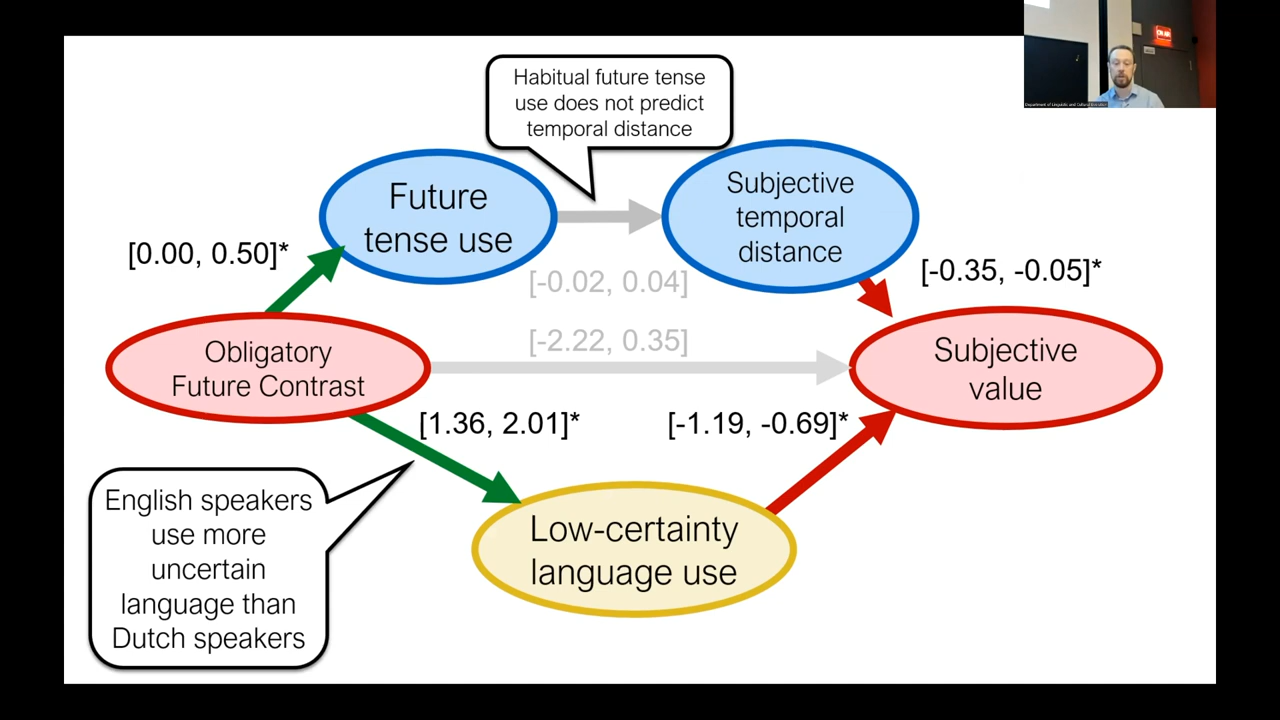 Habitual future tense
use does not predict
temporal distance
Future
tense use
Subjective
temporal
distance
[0.00, 0.50]*
[-0.02, 0.04]
[-0.35, -0.05]*
Obligatory
Future Contrast
[-2.22, 0.35]
Subjective
value
[1.36, 2.01]*
[-1.19, -0.69]*
English speakers
use more
uncertain
language than
Dutch speakers
Low-certainty
language use
ON AIR